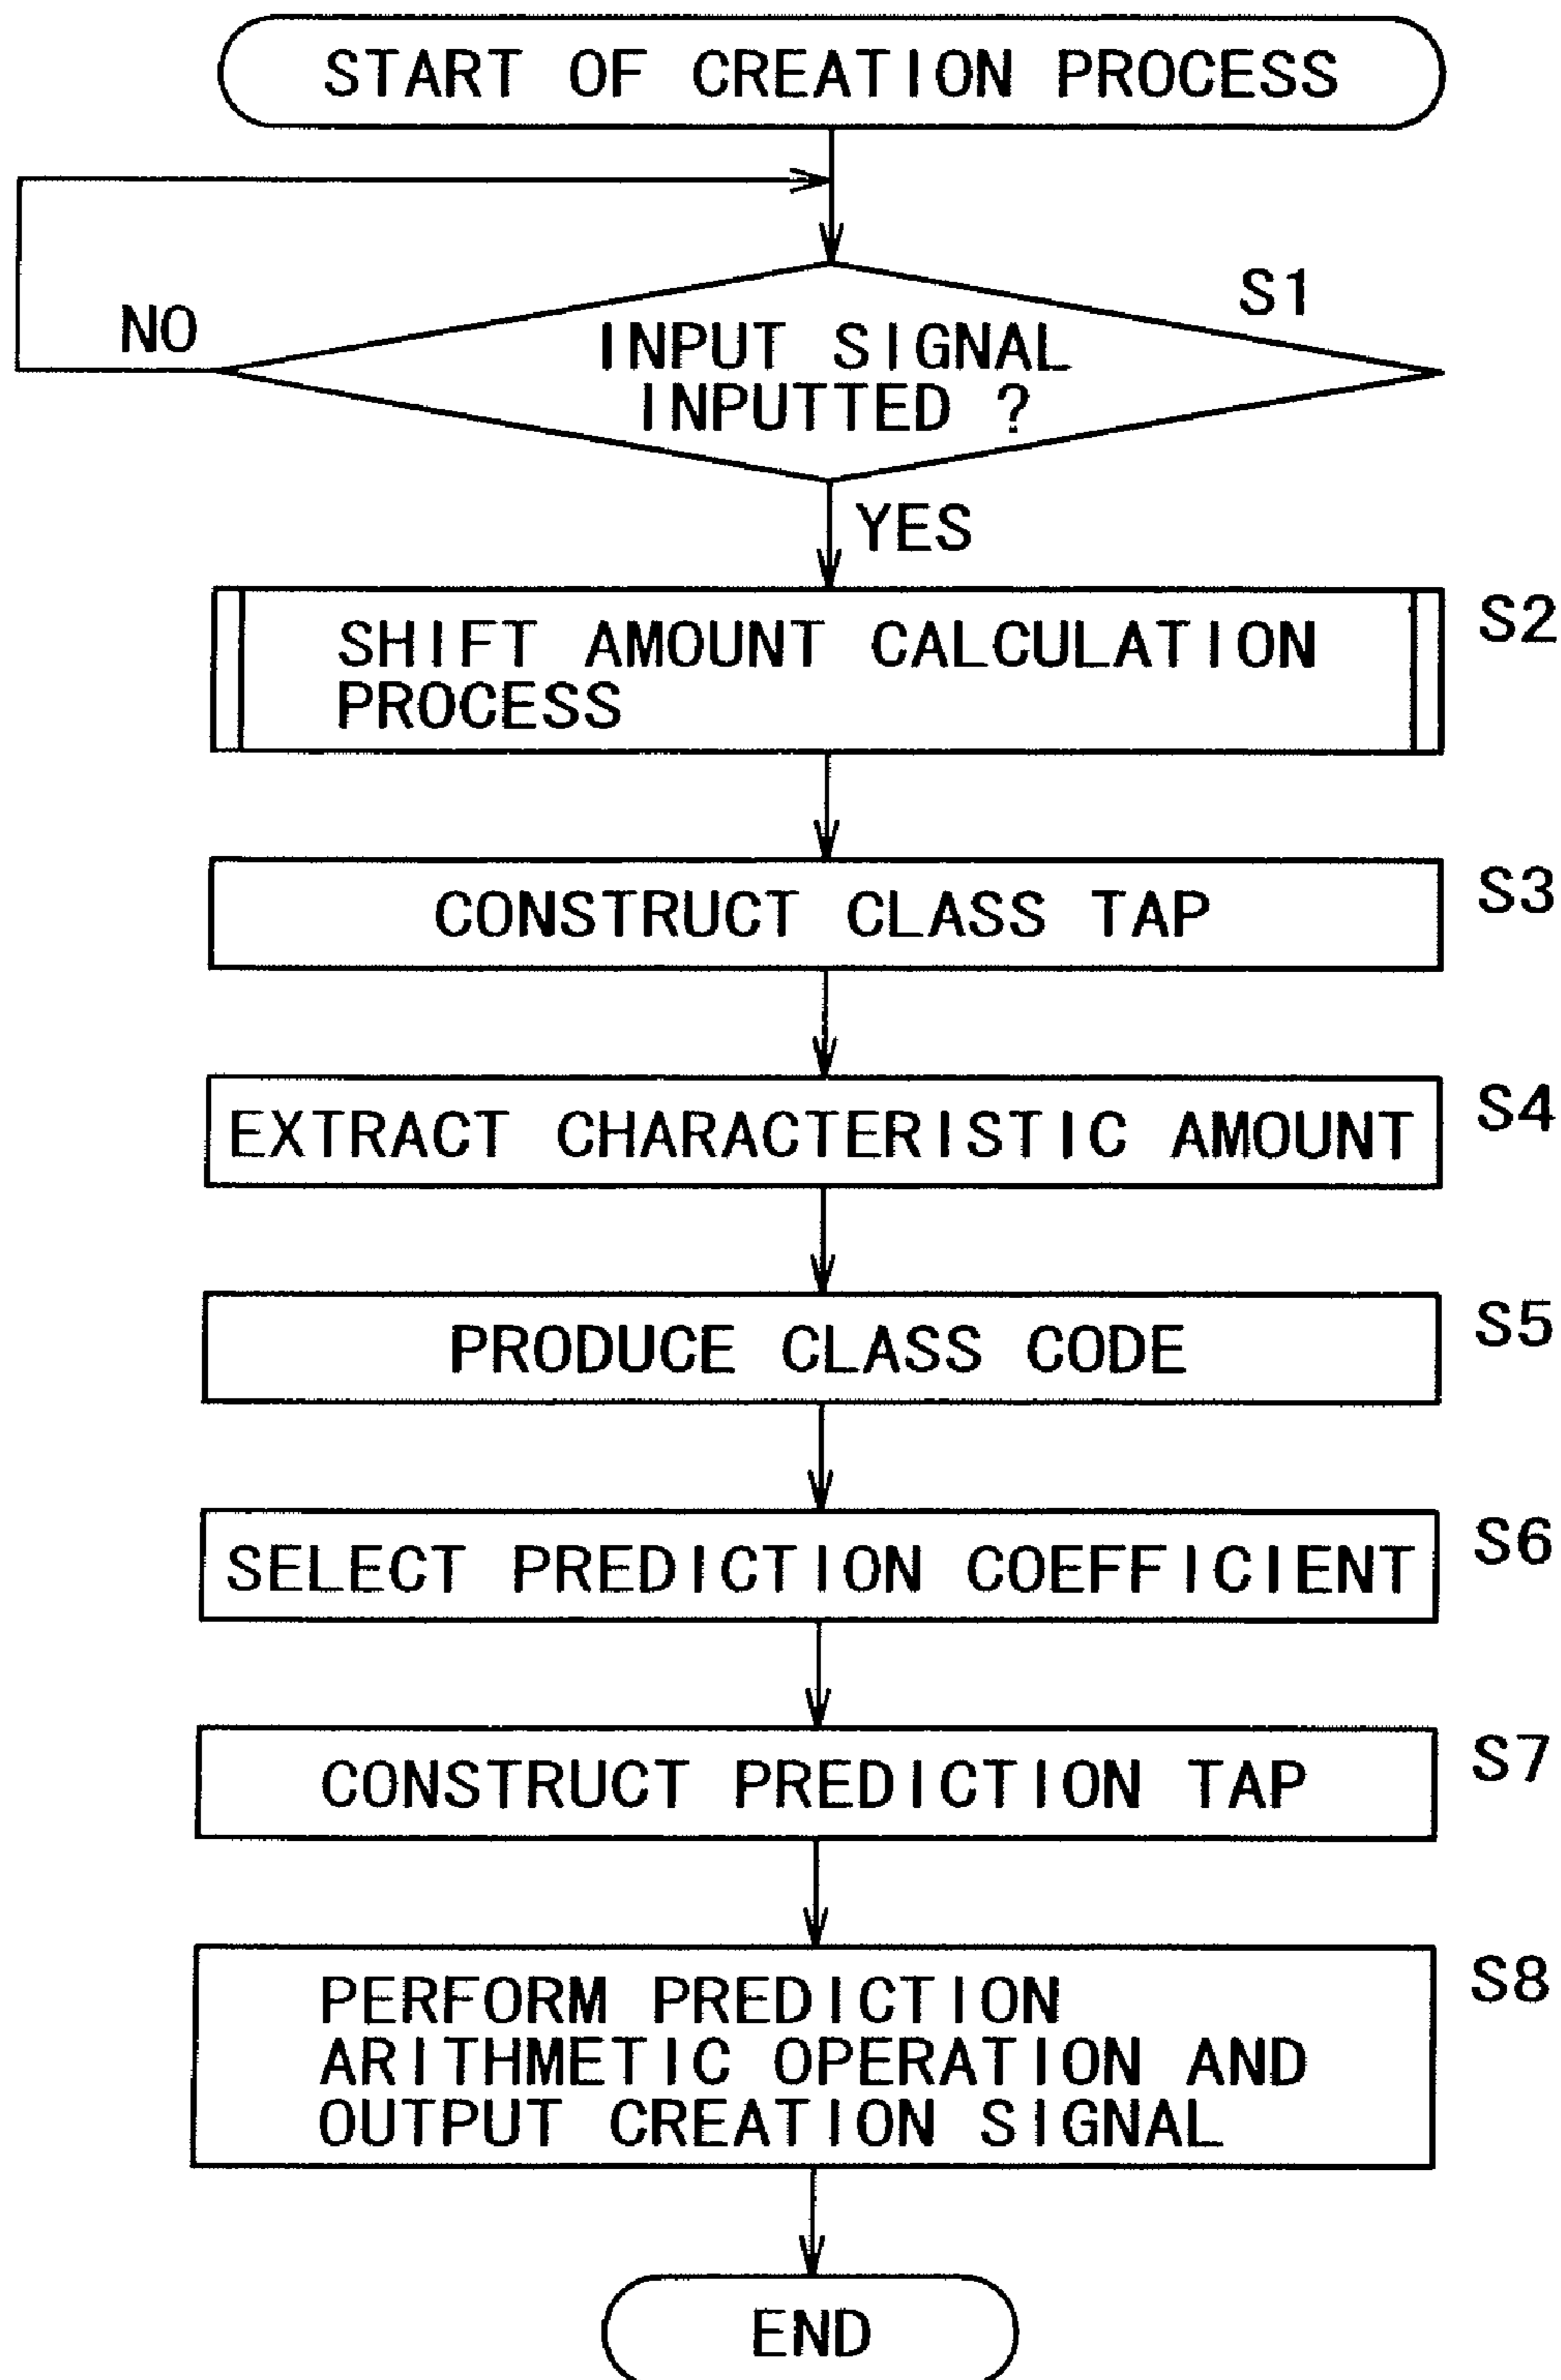 START OF CREATION PROCESS
S1
NO
INPUT SIGNAL
INPUTTED ?
YES
S2
SHIFT AMOUNT CALCULATION
PROCESS
S3
CONSTRUCT CLASS TAP
S4
EXTRACT CHARACTERISTIC AMOUNT
S5
PRODUCE CLASS CODE
S6
SELECT PREDICTION COEFFICIENT
S7
CONSTRUCT PREDICTION TAP
S8
PERFORM PREDICTION
ARITHMETIC OPERATION AND
OUTPUT CREATION SIGNAL
END